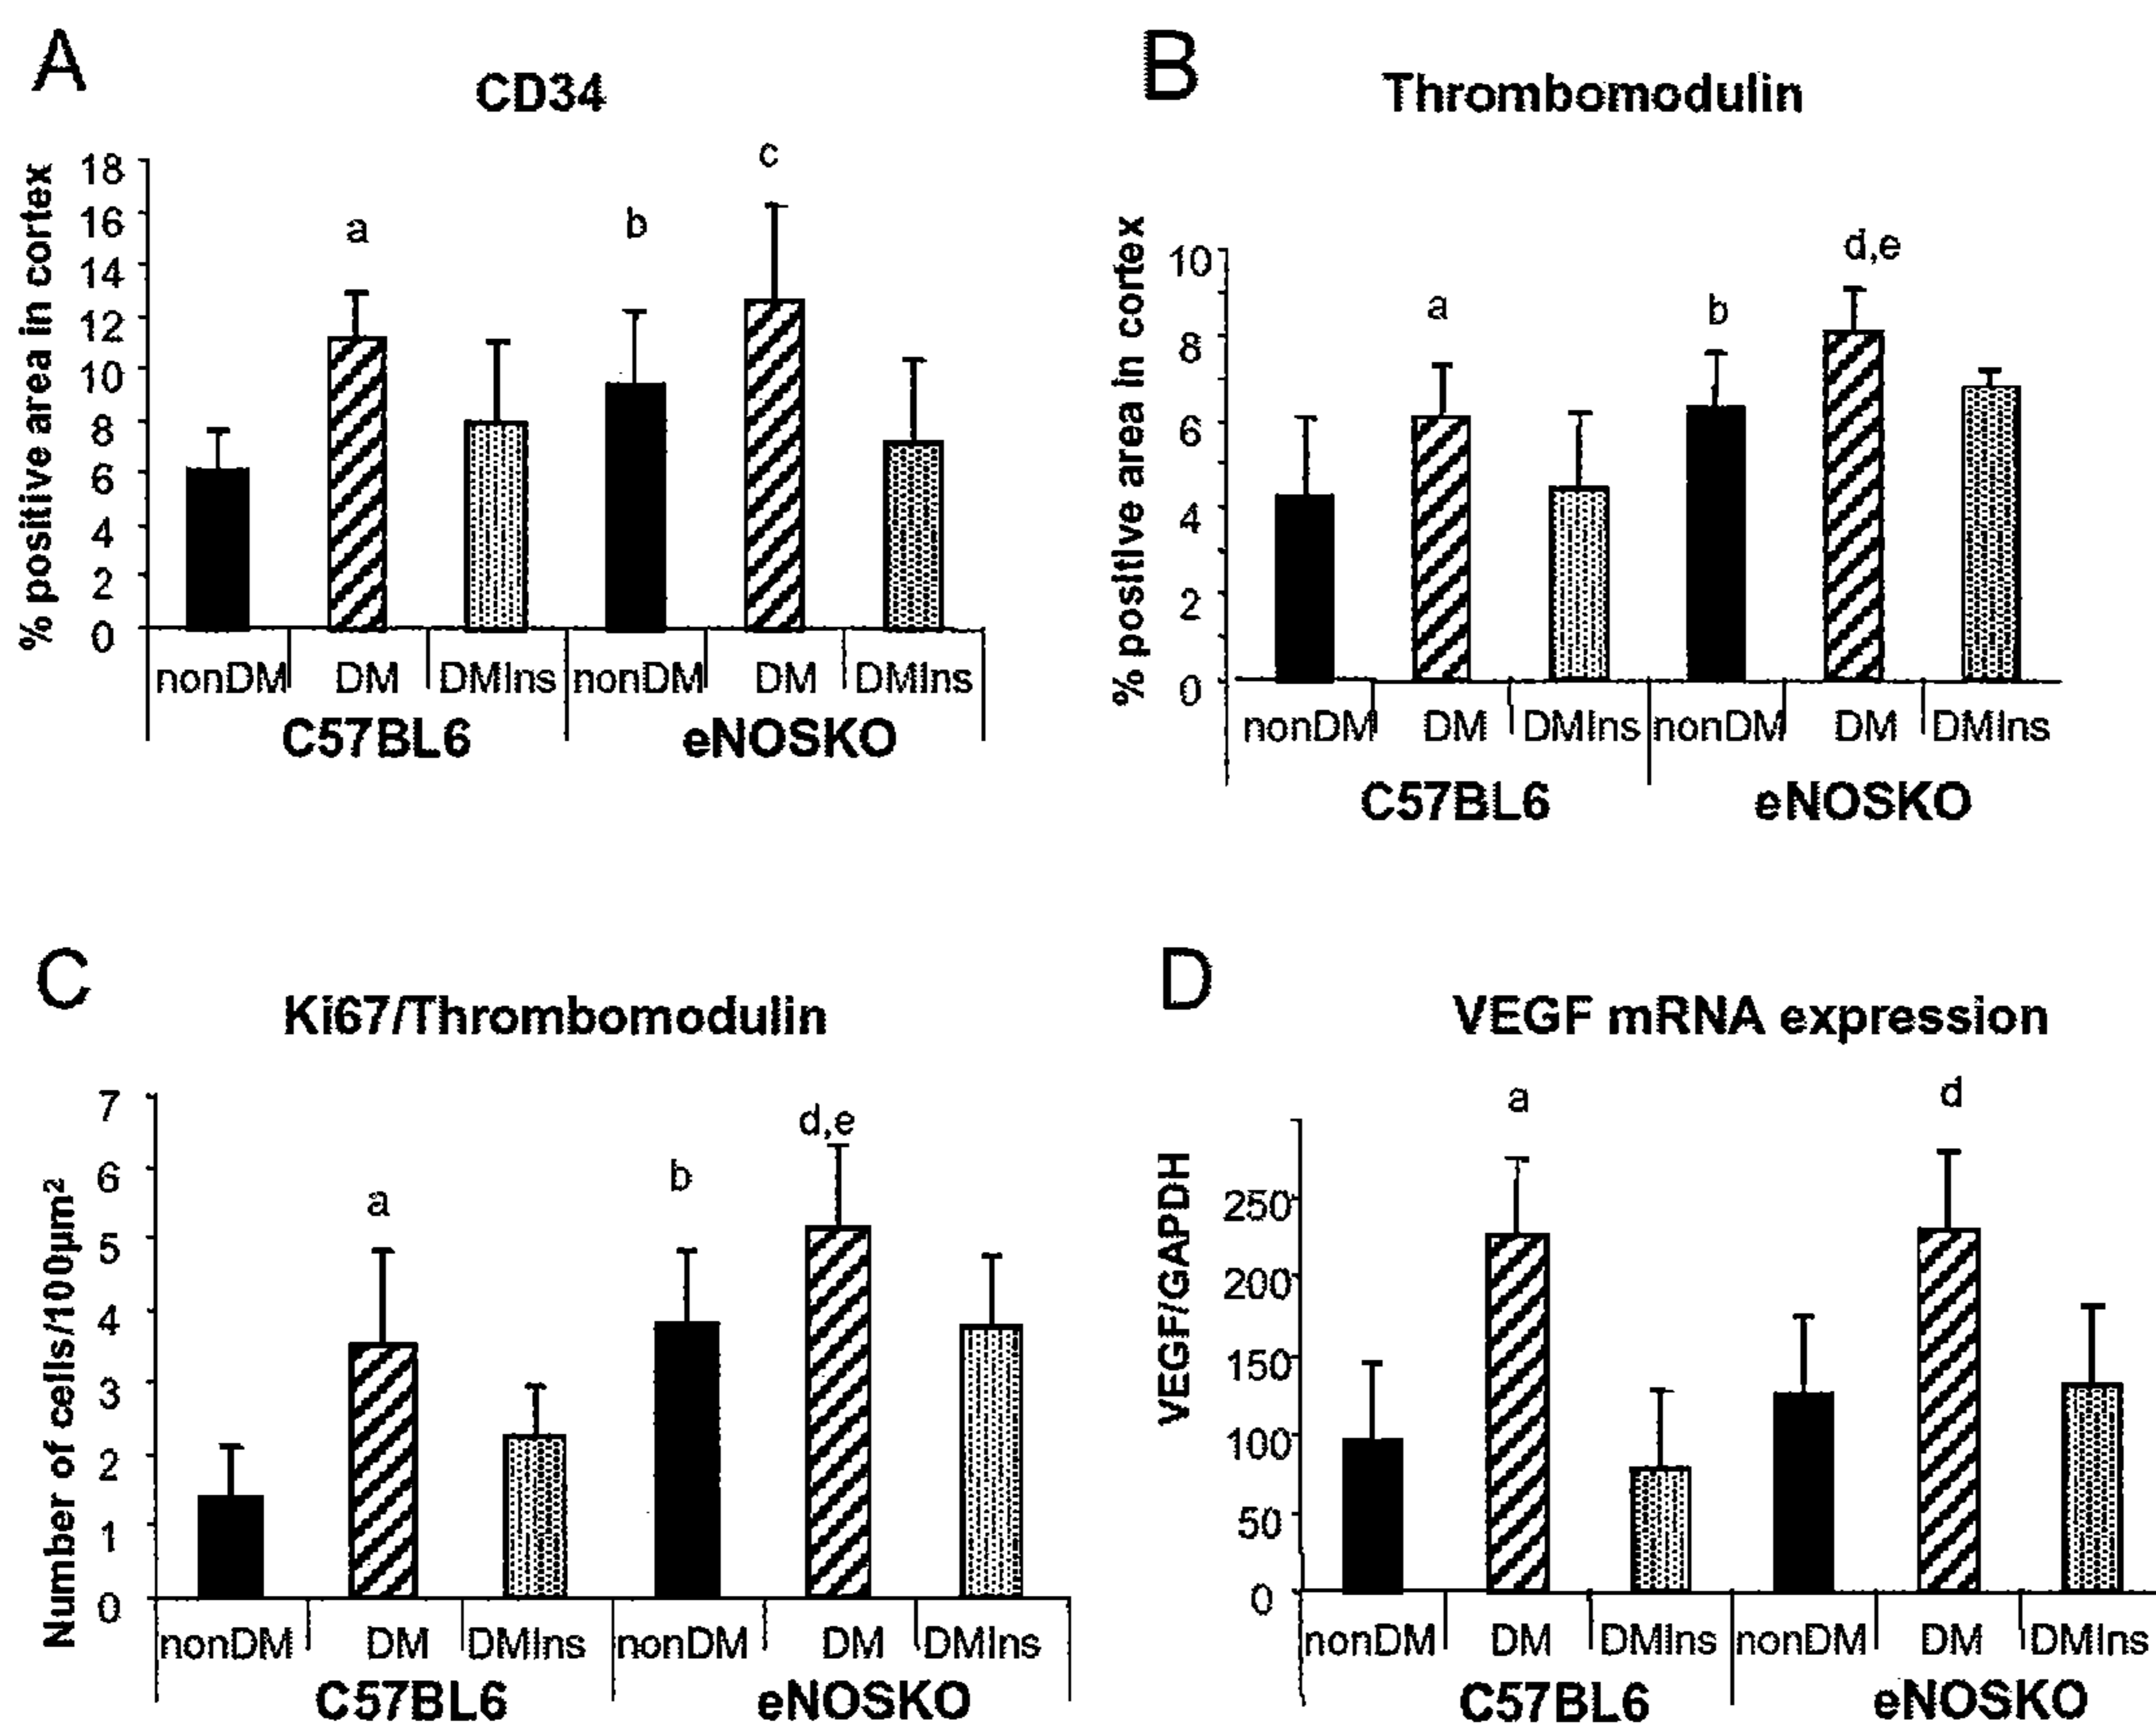 A
CD34
% positive area in cortex
18
16
14
12
10
8
6
4
2
0
a
b
c
nonDM DM DMIns nonDM DM DMIns
C57BL6 eNOSKO
B
Thrombomodulin
% positive area in cortex
10
8
6
4
2
0
a
b
d,e
nonDM DM DMIns nonDM DM DMIns
C57BL6 eNOSKO
C
Ki67/Thrombomodulin
Number of cells/100μm²
7
6
5
4
3
2
1
0
a
b
d,e
nonDM DM DMIns nonDM DM DMIns
C57BL6 eNOSKO
D
VEGF mRNA expression
VEGF/GAPDH
250
200
150
100
50
0
a
d
nonDM DM DMIns nonDM DM DMIns
C57BL6 eNOSKO